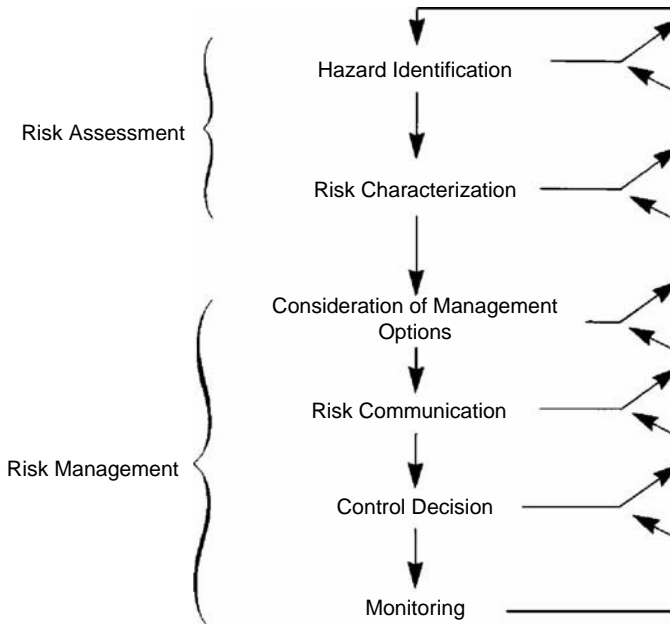 Hazard Identification
Risk Assessment
Risk Characterization
Consideration of Management
Options
Risk Communication
Risk Management
Control Decision
Monitoring